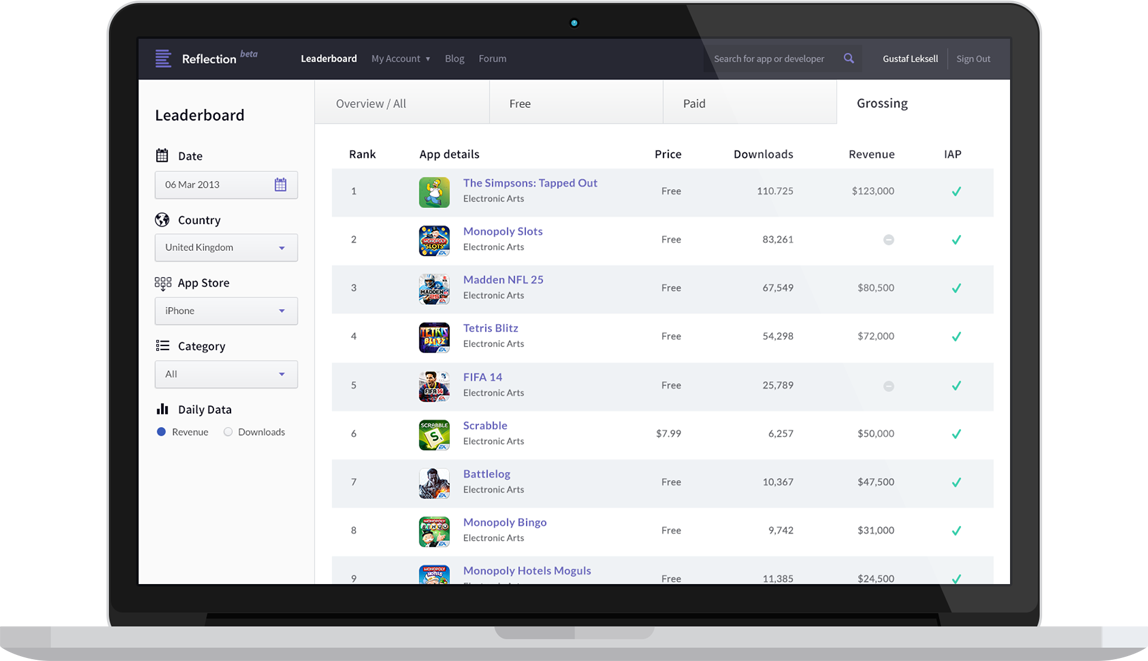 Reflection beta
Leaderboard My Account Blog Forum Search for app or developer Gustaf Leksell Sign Out
Leaderboard
Date
06 Mar 2013
Country
United Kingdom
App Store
iPhone
Category
All
Daily Data
Revenue Downloads
Overview / All Free Paid Grossing
Rank App details Price Downloads Revenue IAP
1 The Simpsons: Tapped Out Free 110.725 $123,000
Electronic Arts
2 Monopoly Slots Free 83,261
Electronic Arts
3 Madden NFL 25 Free 67,549 $80,500
Electronic Arts
4 Tetris Blitz Free 54,298 $72,000
Electronic Arts
5 FIFA 14 Free 25,789
Electronic Arts
6 Scrabble $7.99 6,257 $50,000
Electronic Arts
7 Battlelog Free 10,367 $47,500
Electronic Arts
8 Monopoly Bingo Free 9,742 $31,000
Electronic Arts
9 Monopoly Hotels Moguls Free 11,385 $24,500